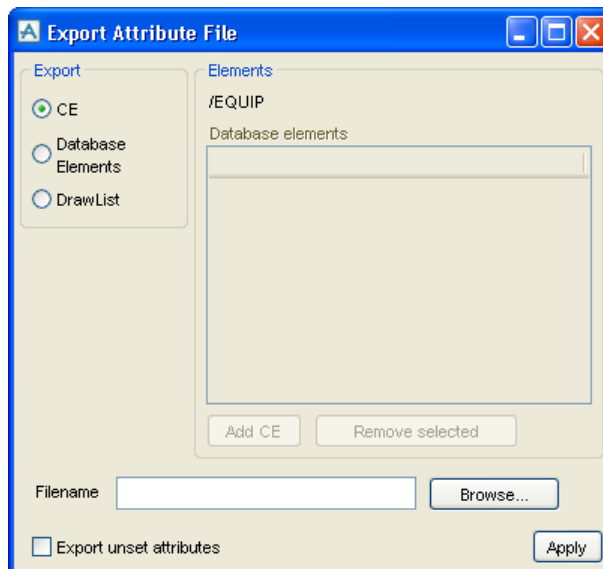 Export Attribute File
Export
CE
Database
Elements
DrawList
Elements
/EQUIP
Database elements
Add CE
Remove selected
Filename
Browse...
Export unset attributes
Apply